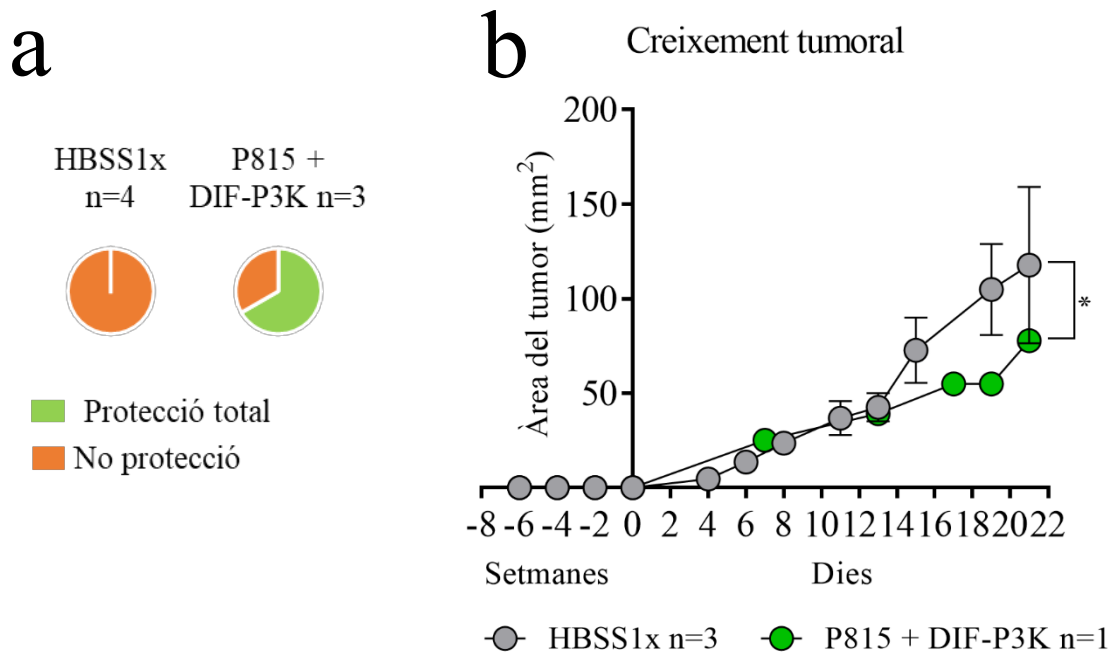 a
HBSS1x
n=4
P815 +
DIF-P3K n=3
Protecció total
No protecció
b
Creixement tumoral
Àrea del tumor (mm²)
200
150
100
50
*
-8 -6 -4 -2 0 2 4 6 8 10 12 14 16 18 20 22
Setmanes
Dies
HBSS1x n=3
P815 + DIF-P3K n=1